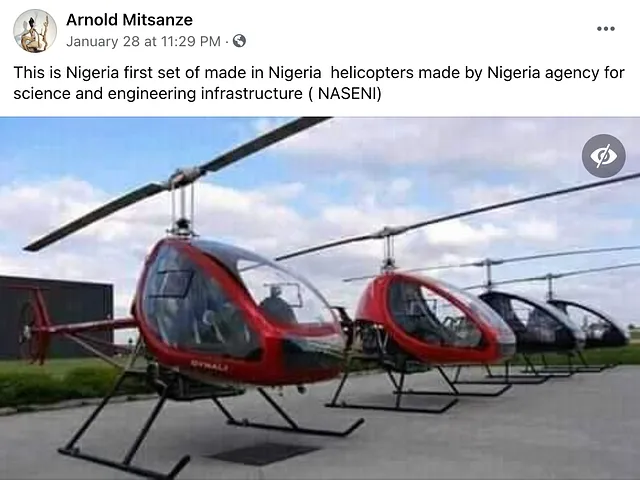 Arnold Mitsanze
January 28 at 11:29 PM ·
This is Nigeria first set of made in Nigeria helicopters made by Nigeria agency for
science and engineering infrastructure ( NASENI)
DYNALI